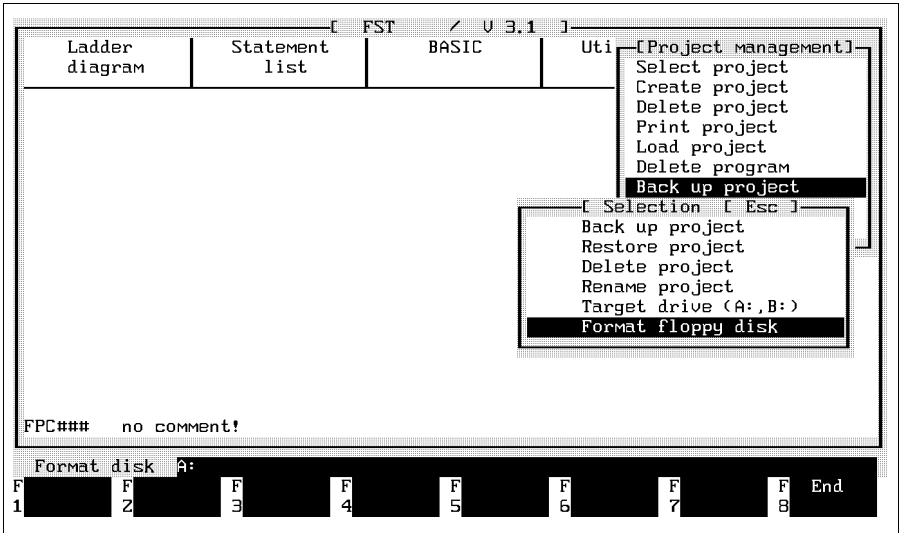 [ FST / V 3.1 ]
Ladder diagram
Statement list
BASIC
Uti
[Project management]
Select project
Create project
Delete project
Print project
Load project
Delete program
Back up project
[ Selection [ Esc ]
Back up project
Restore project
Delete project
Rename project
Target drive (A:,B:)
Format floppy disk
FPC### no comment!
Format disk A:
F1 F2 F3 F4 F5 F6 F7 F8 End